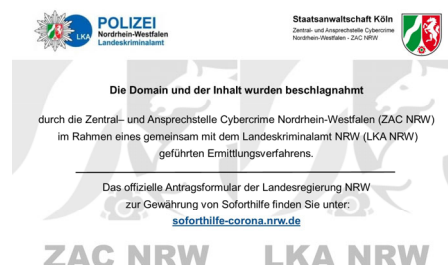 POLIZEI
Nordrhein-Westfalen
Landeskriminalamt
LKA
Staatsanwaltschaft Köln
Zentral- und Ansprechstelle Cybercrime
Nordrhein-Westfalen - ZAC NRW
Die Domain und der Inhalt wurden beschlagnahmt
durch die Zentral– und Ansprechstelle Cybercrime Nordrhein-Westfalen (ZAC NRW)
im Rahmen eines gemeinsam mit dem Landeskriminalamt NRW (LKA NRW)
geführten Ermittlungsverfahrens.
Das offizielle Antragsformular der Landesregierung NRW
zur Gewährung von Soforthilfe finden Sie unter:
soforthilfe-corona.nrw.de
ZAC NRW LKA NRW